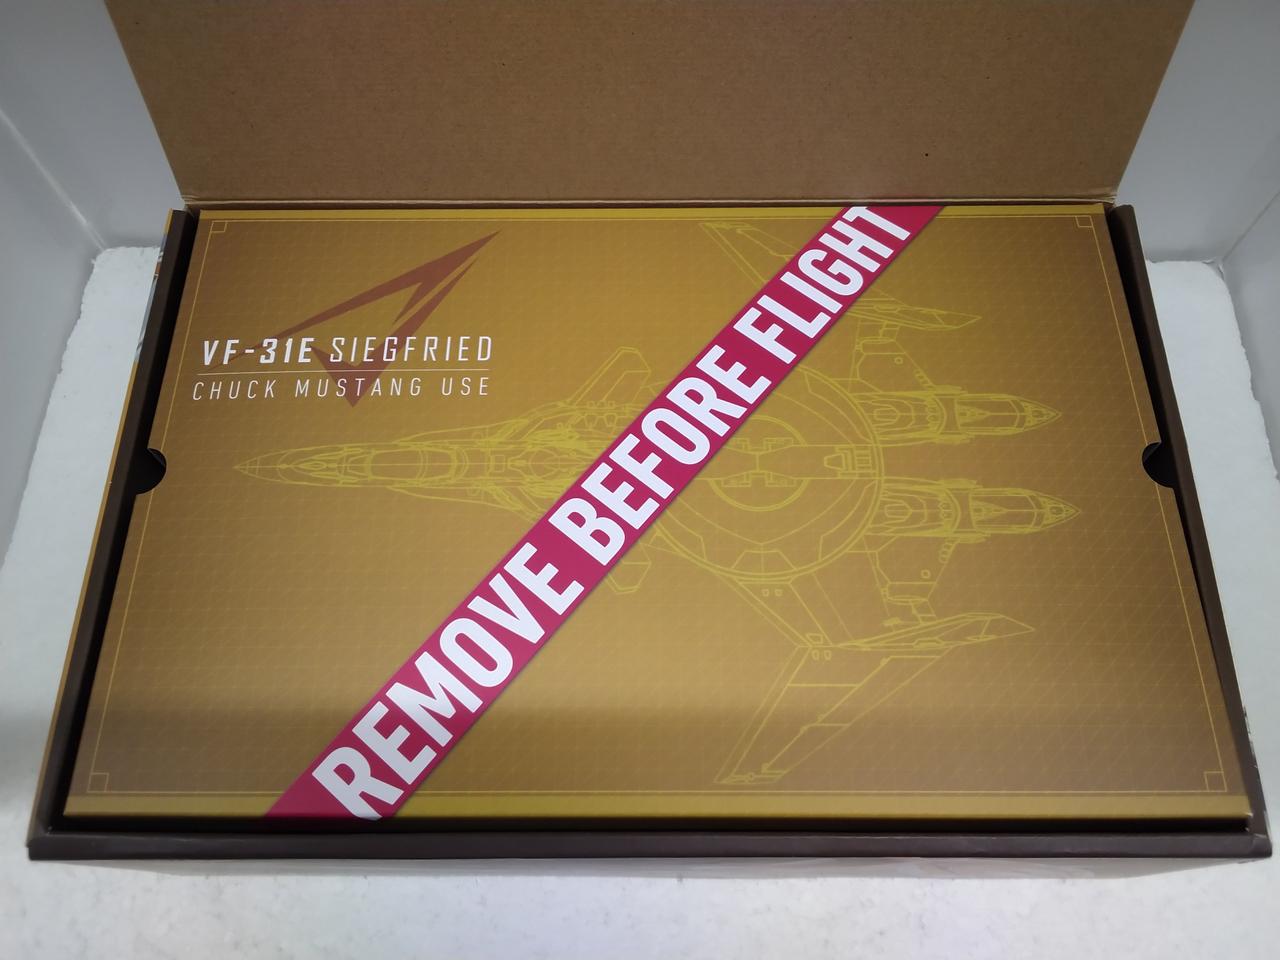 VF-31E SIEGFRIED
CHUCK MUSTANG USE
REMOVE BEFORE FLIGHT